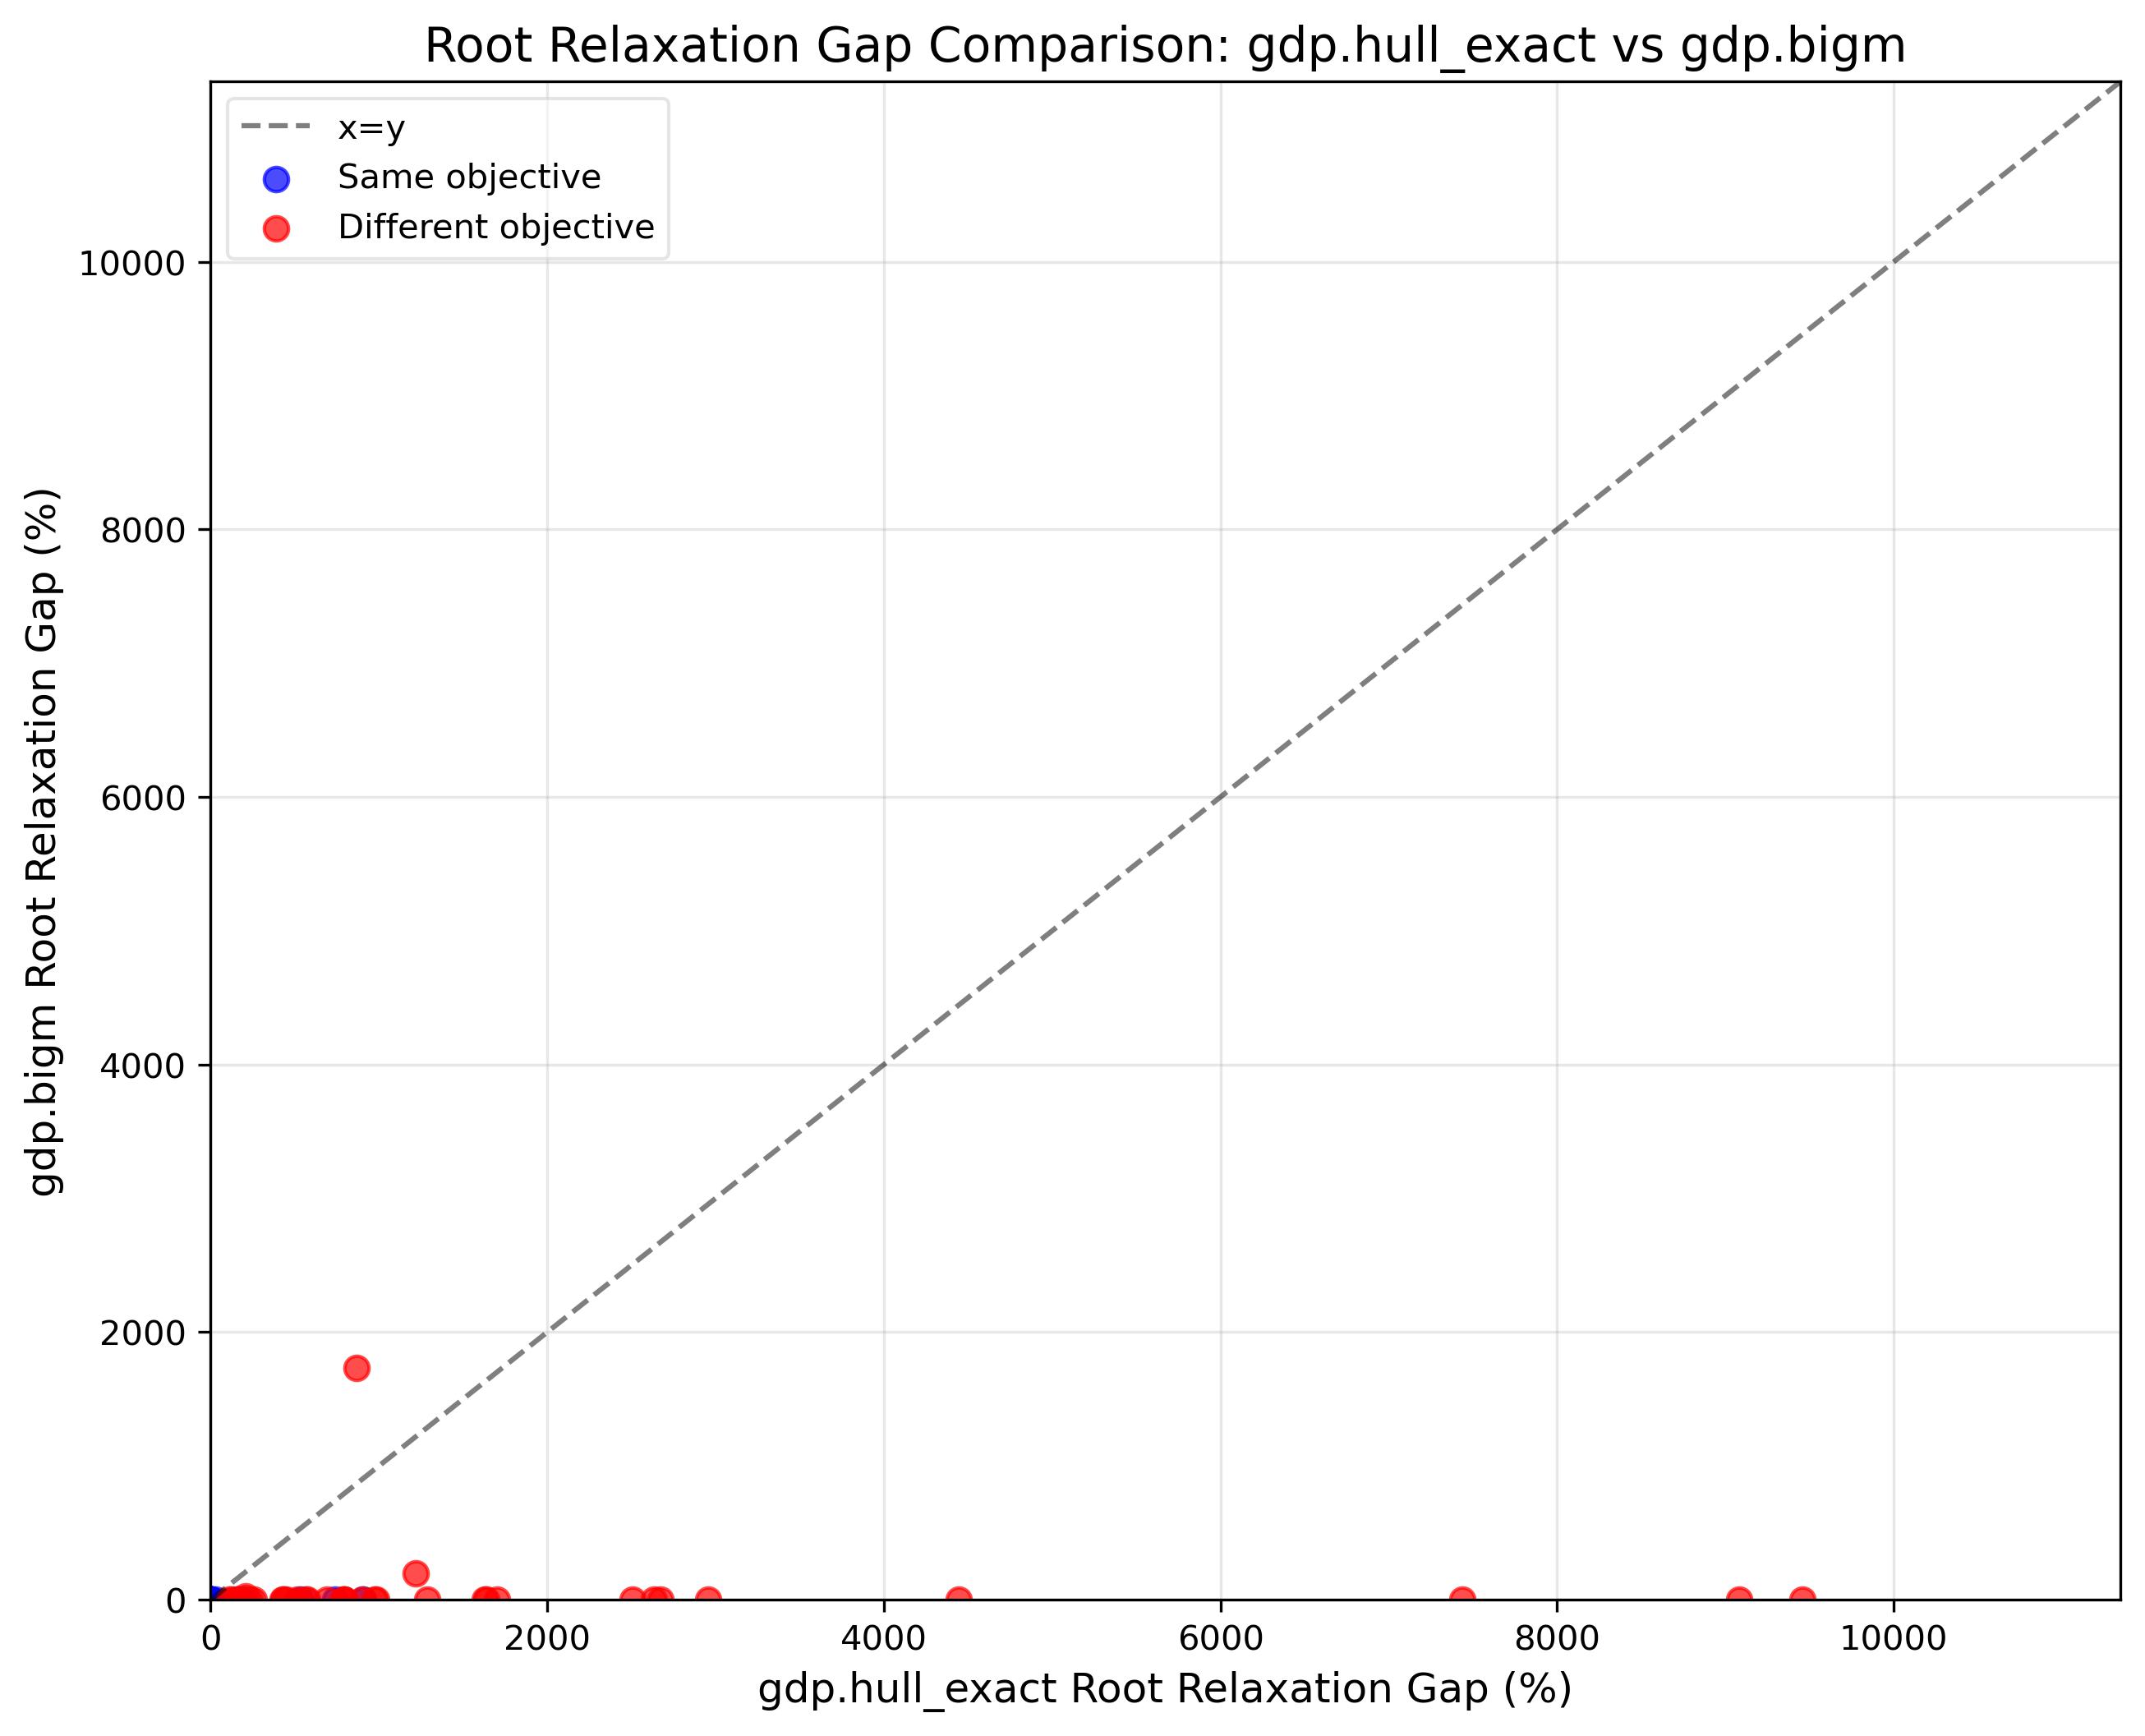 Root Relaxation Gap Comparison: gdp.hull_exact vs gdp.bigm
x=y
Same objective
Different objective
gdp.bigm Root Relaxation Gap (%)
10000
8000
6000
4000
2000
0
0 2000 4000 6000 8000 10000
gdp.hull_exact Root Relaxation Gap (%)